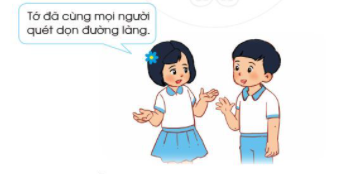 Tớ đã cùng mọi người
quét dọn đường làng.